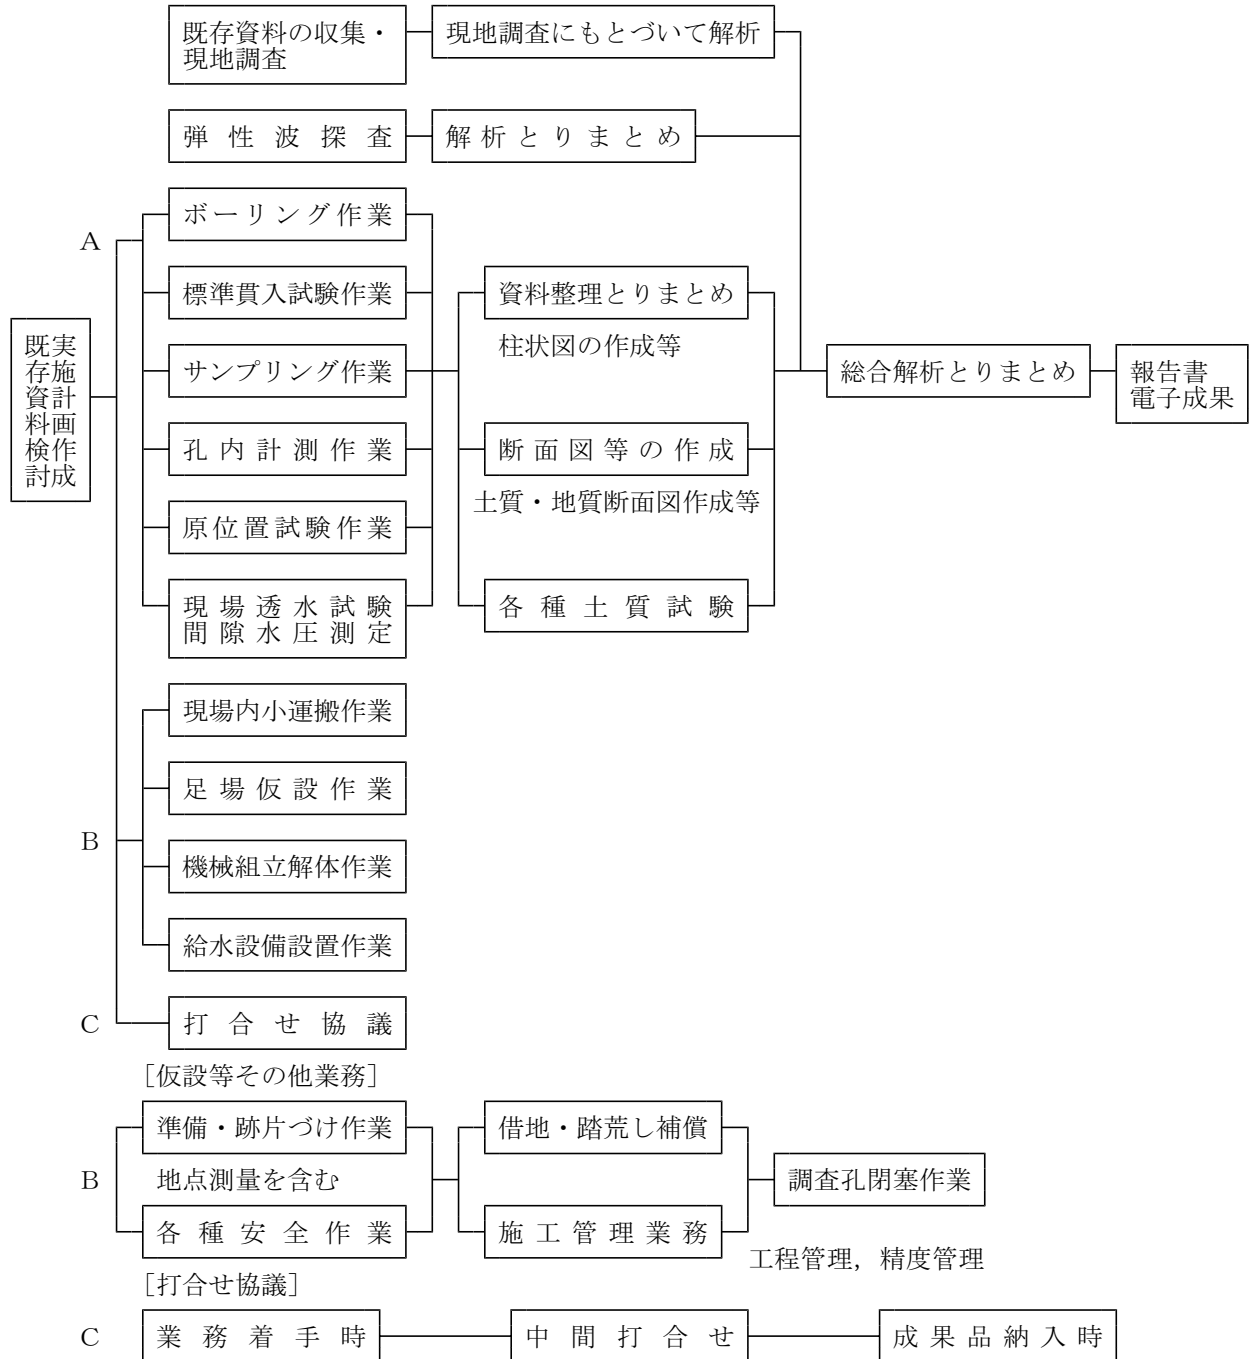 既存資料の収集・
現地調査
現地調査にもとづいて解析
弾性波探査
解析とりまとめ
A
ボーリング作業
標準貫入試験作業
資料整理とりまとめ
柱状図の作成等
実施計画作成
既存資料検討
サンプリング作業
総合解析とりまとめ
報告書
電子成果
孔内計測作業
断面図等の作成
土質・地質断面図作成等
原位置試験作業
現場透水試験
間隙水圧測定
各種土質試験
現場内小運搬作業
足場仮設作業
B
機械組立解体作業
給水設備設置作業
C
打合せ協議
［仮設等その他業務］
準備・跡片づけ作業
借地・踏荒し補償
B
地点測量を含む
調査孔閉塞作業
各種安全作業
施工管理業務
工程管理，精度管理
［打合せ協議］
C
業務着手時
中間打合せ
成果品納入時